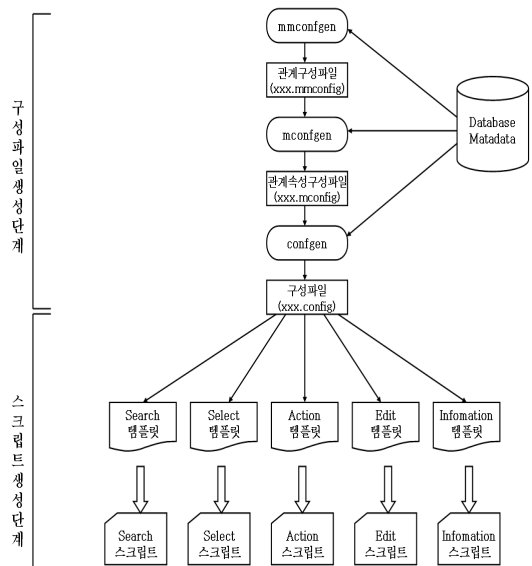 mmconfgen
관계구성파일
(xxx.mmconfig)
mconfgen
Database
Matadata
관계속성구성파일
(xxx.mconfig)
confgen
구성파일
(xxx.config)
구성파일생성단계
Search
템플릿
Select
템플릿
Action
템플릿
Edit
템플릿
Infomation
템플릿
Search
스크립트
Select
스크립트
Action
스크립트
Edit
스크립트
Infomation
스크립트
스크립트생성단계